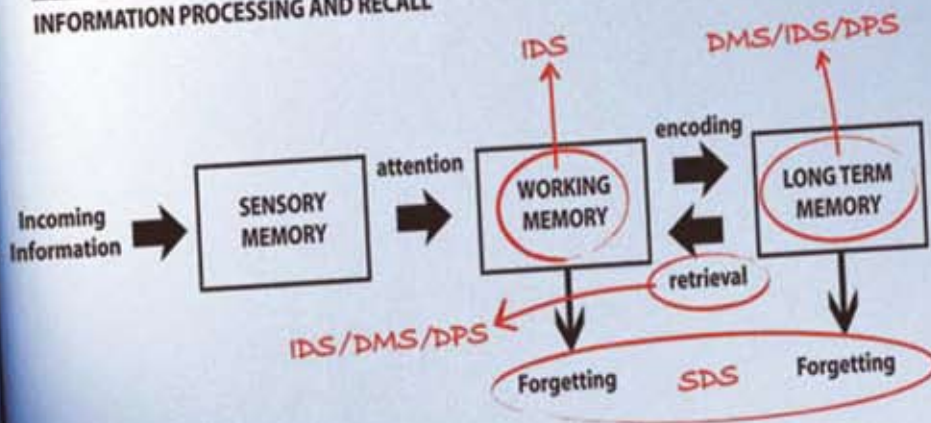 INFORMATION PROCESSING AND RECALL
IDS
DMS/IDS/DPS
encoding
attention
Incoming
Information
SENSORY
MEMORY
WORKING
MEMORY
LONG TERM
MEMORY
retrieval
IDS/DMS/DPS
Forgetting
SDS
Forgetting